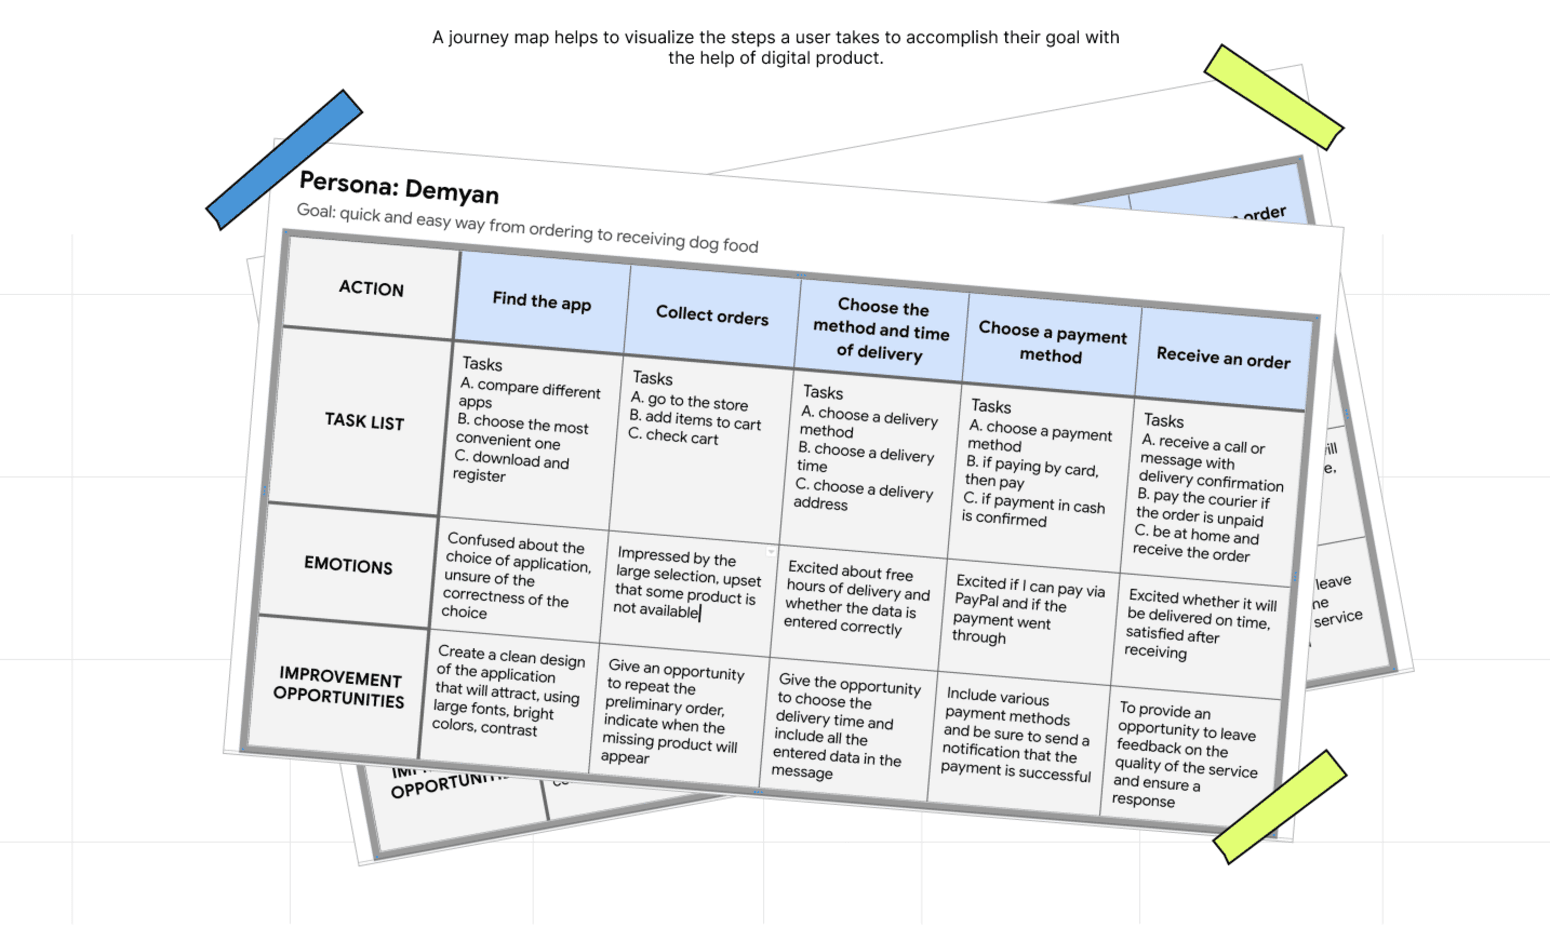 A journey map helps to visualize the steps a user takes to accomplish their goal with
the help of digital product.
Persona: Demyan
Goal: quick and easy way from ordering to receiving dog food
ACTION
Find the app
Collect orders
Choose the
method and time
of delivery
Choose a payment
method
Receive an order
TASK LIST
Tasks
A. compare different
apps
B. choose the most
convenient one
C. download and
register
Tasks
A. go to the store
B. add items to cart
C. check cart
Tasks
A. choose a delivery
method
B. choose a delivery
time
C. choose a delivery
address
Tasks
A. choose a payment
method
B. if paying by card,
then pay
C. if payment in cash
is confirmed
Tasks
A. receive a call or
message with
delivery confirmation
B. pay the courier if
the order is unpaid
C. be at home and
receive the order
EMOTIONS
Confused about the
choice of application,
unsure of the
correctness of the
choice
Impressed by the
large selection, upset
that some product is
not available
Excited about free
hours of delivery and
whether the data is
entered correctly
Excited if I can pay via
PayPal and if the
payment went
through
Excited whether it will
be delivered on time,
satisfied after
receiving
IMPROVEMENT
OPPORTUNITIES
Create a clean design
of the application
that will attract, using
large fonts, bright
colors, contrast
Give an opportunity
to repeat the
preliminary order,
indicate when the
missing product will
appear
Give the opportunity
to choose the
delivery time and
include all the
entered data in the
message
Include various
payment methods
and be sure to send a
notification that the
payment is successful
To provide an
opportunity to leave
feedback on the
quality of the service
and ensure a
response
order
leave
service